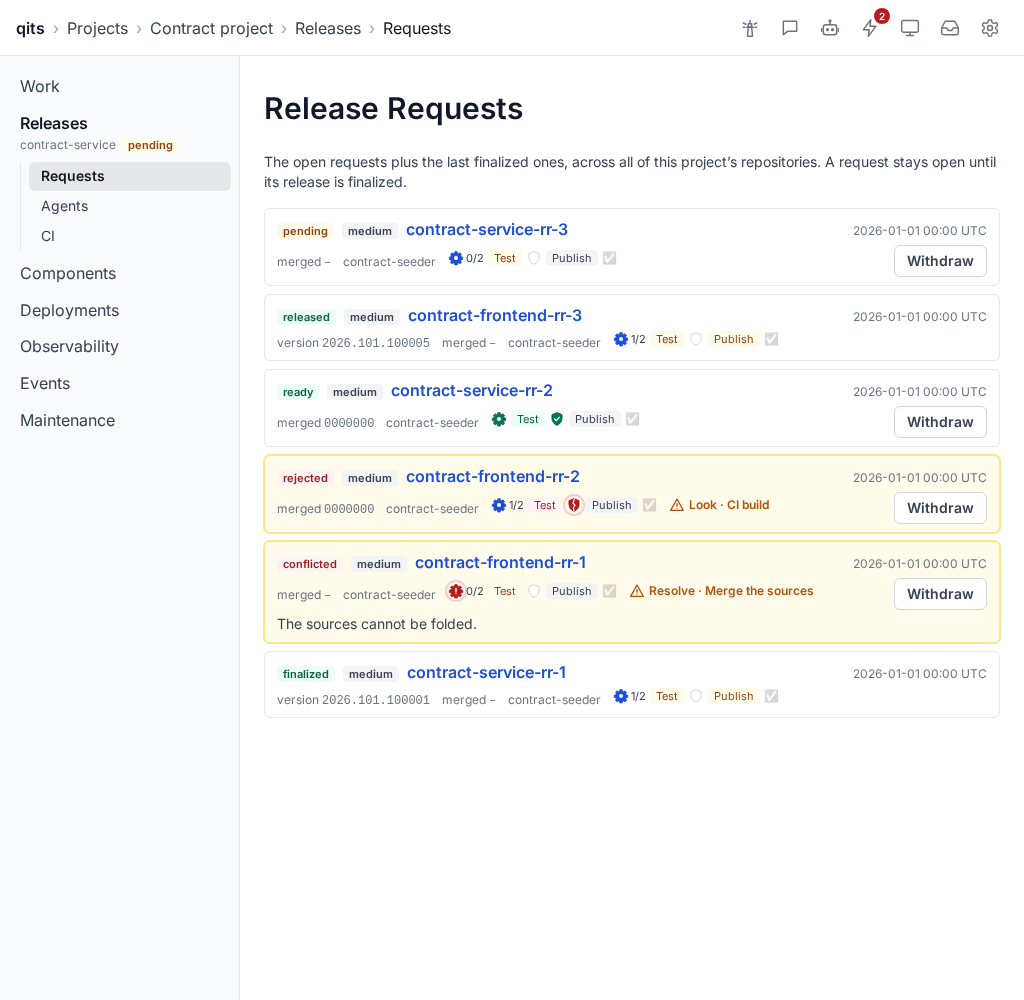 qits › Projects › Contract project › Releases › Requests
2
Work
Releases
contract-service pending
Requests
Agents
CI
Components
Deployments
Observability
Events
Maintenance
Release Requests
The open requests plus the last finalized ones, across all of this project's repositories. A request stays open until
its release is finalized.
pending medium contract-service-rr-3 2026-01-01 00:00 UTC
merged – contract-seeder 0/2 Test Publish Withdraw
released medium contract-frontend-rr-3 2026-01-01 00:00 UTC
version 2026.101.100005 merged – contract-seeder 1/2 Test Publish
ready medium contract-service-rr-2 2026-01-01 00:00 UTC
merged 0000000 contract-seeder Test Publish Withdraw
rejected medium contract-frontend-rr-2 2026-01-01 00:00 UTC
merged 0000000 contract-seeder 1/2 Test Publish Look · CI build Withdraw
conflicted medium contract-frontend-rr-1 2026-01-01 00:00 UTC
merged – contract-seeder 0/2 Test Publish Resolve · Merge the sources Withdraw
The sources cannot be folded.
finalized medium contract-service-rr-1 2026-01-01 00:00 UTC
version 2026.101.100001 merged – contract-seeder 1/2 Test Publish